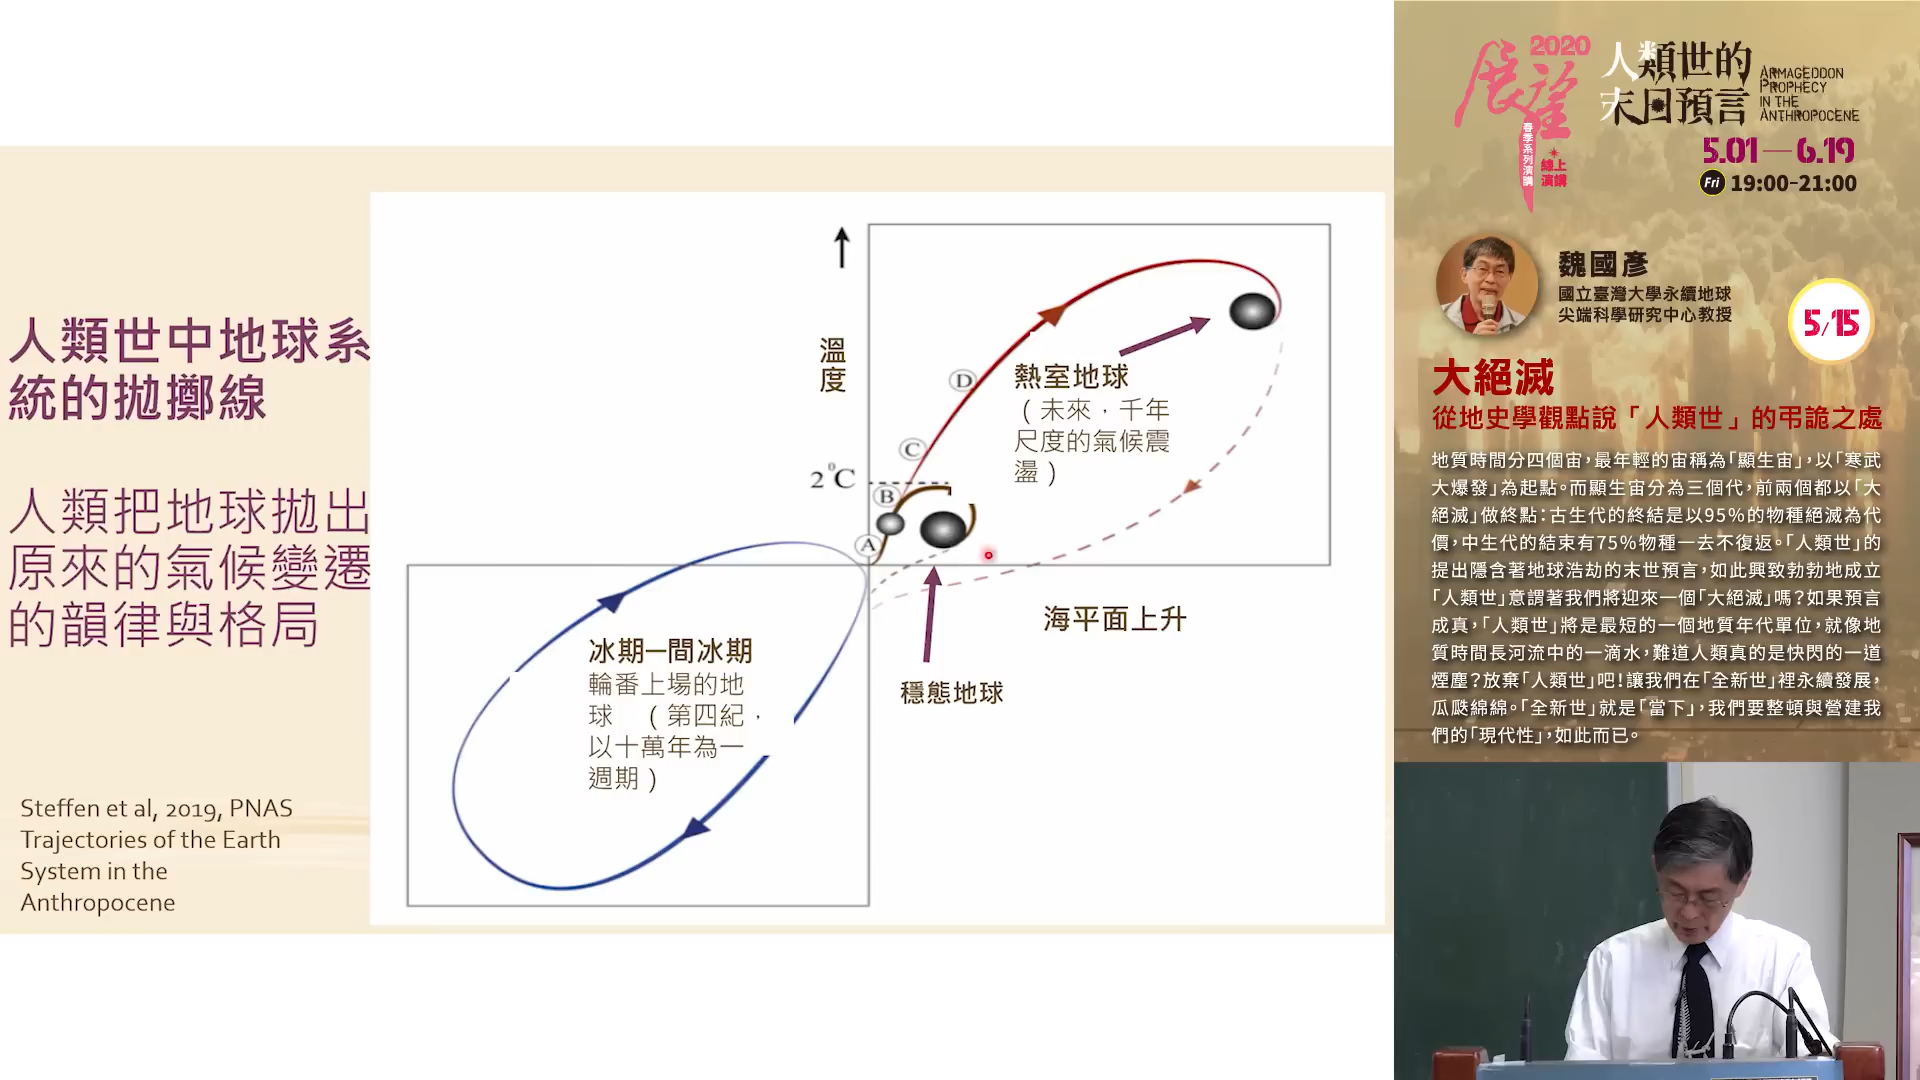 人類世中地球系
統的拋擲線
人類把地球拋出
原來的氣候變遷
的韻律與格局
Steffen et al, 2019, PNAS
Trajectories of the Earth
System in the
Anthropocene
溫
度
2°C
A
B
C
D
熱室地球
（未來，千年
尺度的氣候震
盪）
海平面上升
穩態地球
冰期─間冰期
輪番上場的地
球 （第四紀，
以十萬年為一
週期）
2020
展望
春季系列演講
線上
演講
人類世的
末日預言
ARMAGEDDON
PROPHECY
IN THE
ANTHROPOCENE
5.01—6.19
Fri 19:00-21:00
魏國彥
國立臺灣大學永續地球
尖端科學研究中心教授
5/15
大絕滅
從地史學觀點說「人類世」的弔詭之處
地質時間分四個宙，最年輕的宙稱為「顯生宙」，以「寒武
大爆發」為起點。而顯生宙分為三個代，前兩個都以「大
絕滅」做終點：古生代的終結是以95%的物種絕滅為代
價，中生代的結束有75%物種一去不復返。「人類世」的
提出隱含著地球浩劫的末世預言，如此興致勃勃地成立
「人類世」意謂著我們將迎來一個「大絕滅」嗎？如果預言
成真，「人類世」將是最短的一個地質年代單位，就像地
質時間長河流中的一滴水，難道人類真的是快閃的一道
煙塵？放棄「人類世」吧！讓我們在「全新世」裡永續發展，
瓜瓞綿綿。「全新世」就是「當下」，我們要整頓與營建我
們的「現代性」，如此而已。